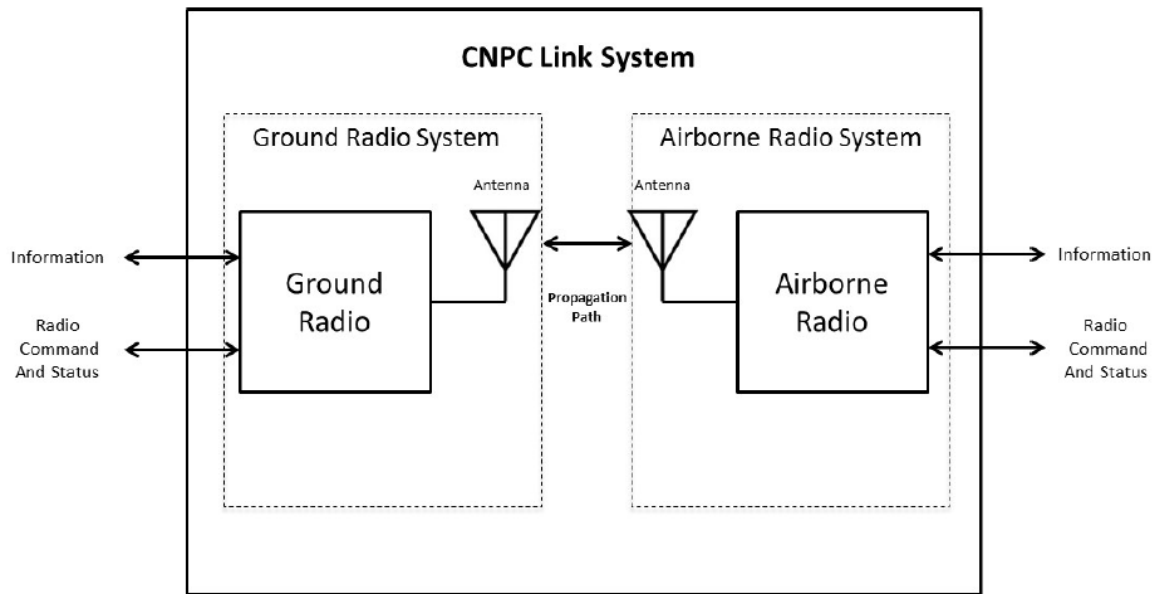 CNPC Link System
Ground Radio System
Airborne Radio System
Antenna
Antenna
Information
Ground
Radio
Propagation
Path
Airborne
Radio
Information
Radio
Command
And Status
Radio
Command
And Status